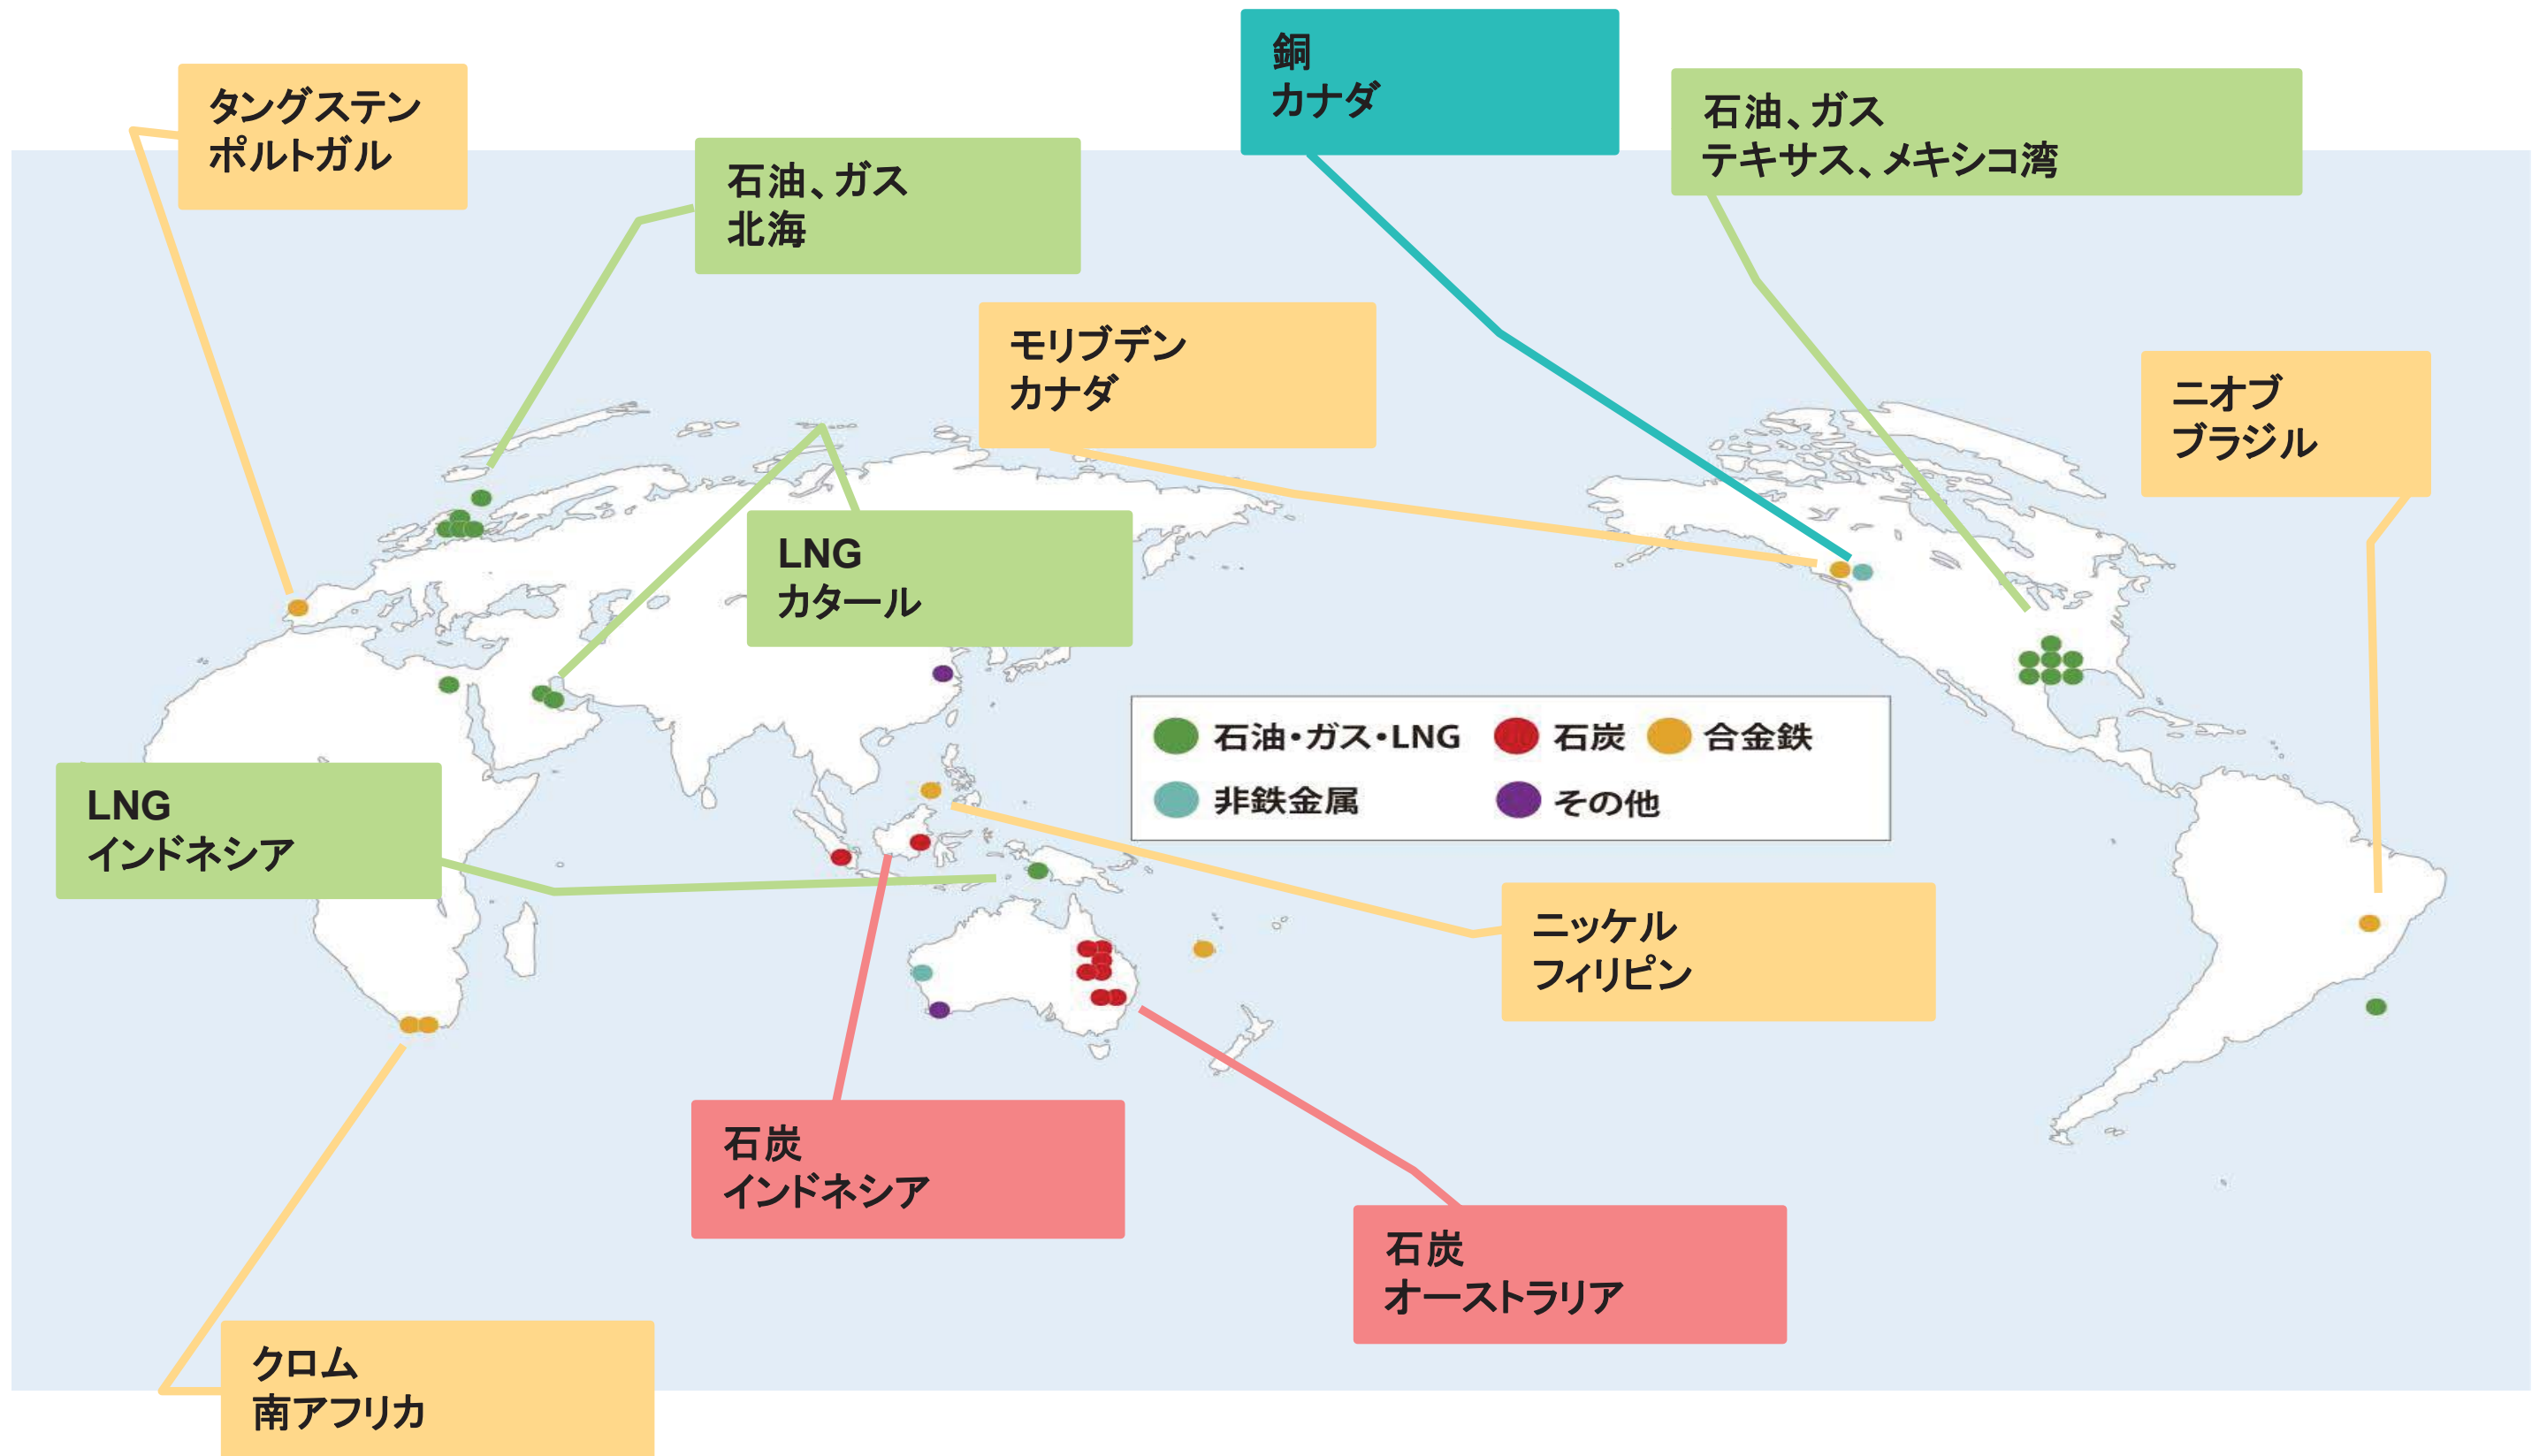 銅
カナダ
タングステン
ポルトガル
石油、ガス
テキサス、メキシコ湾
石油、ガス
北海
モリブデン
カナダ
ニオブ
ブラジル
LNG
カタール
石油・ガス・LNG
石炭
合金鉄
非鉄金属
その他
LNG
インドネシア
ニッケル
フィリピン
石炭
インドネシア
石炭
オーストラリア
クロム
南アフリカ